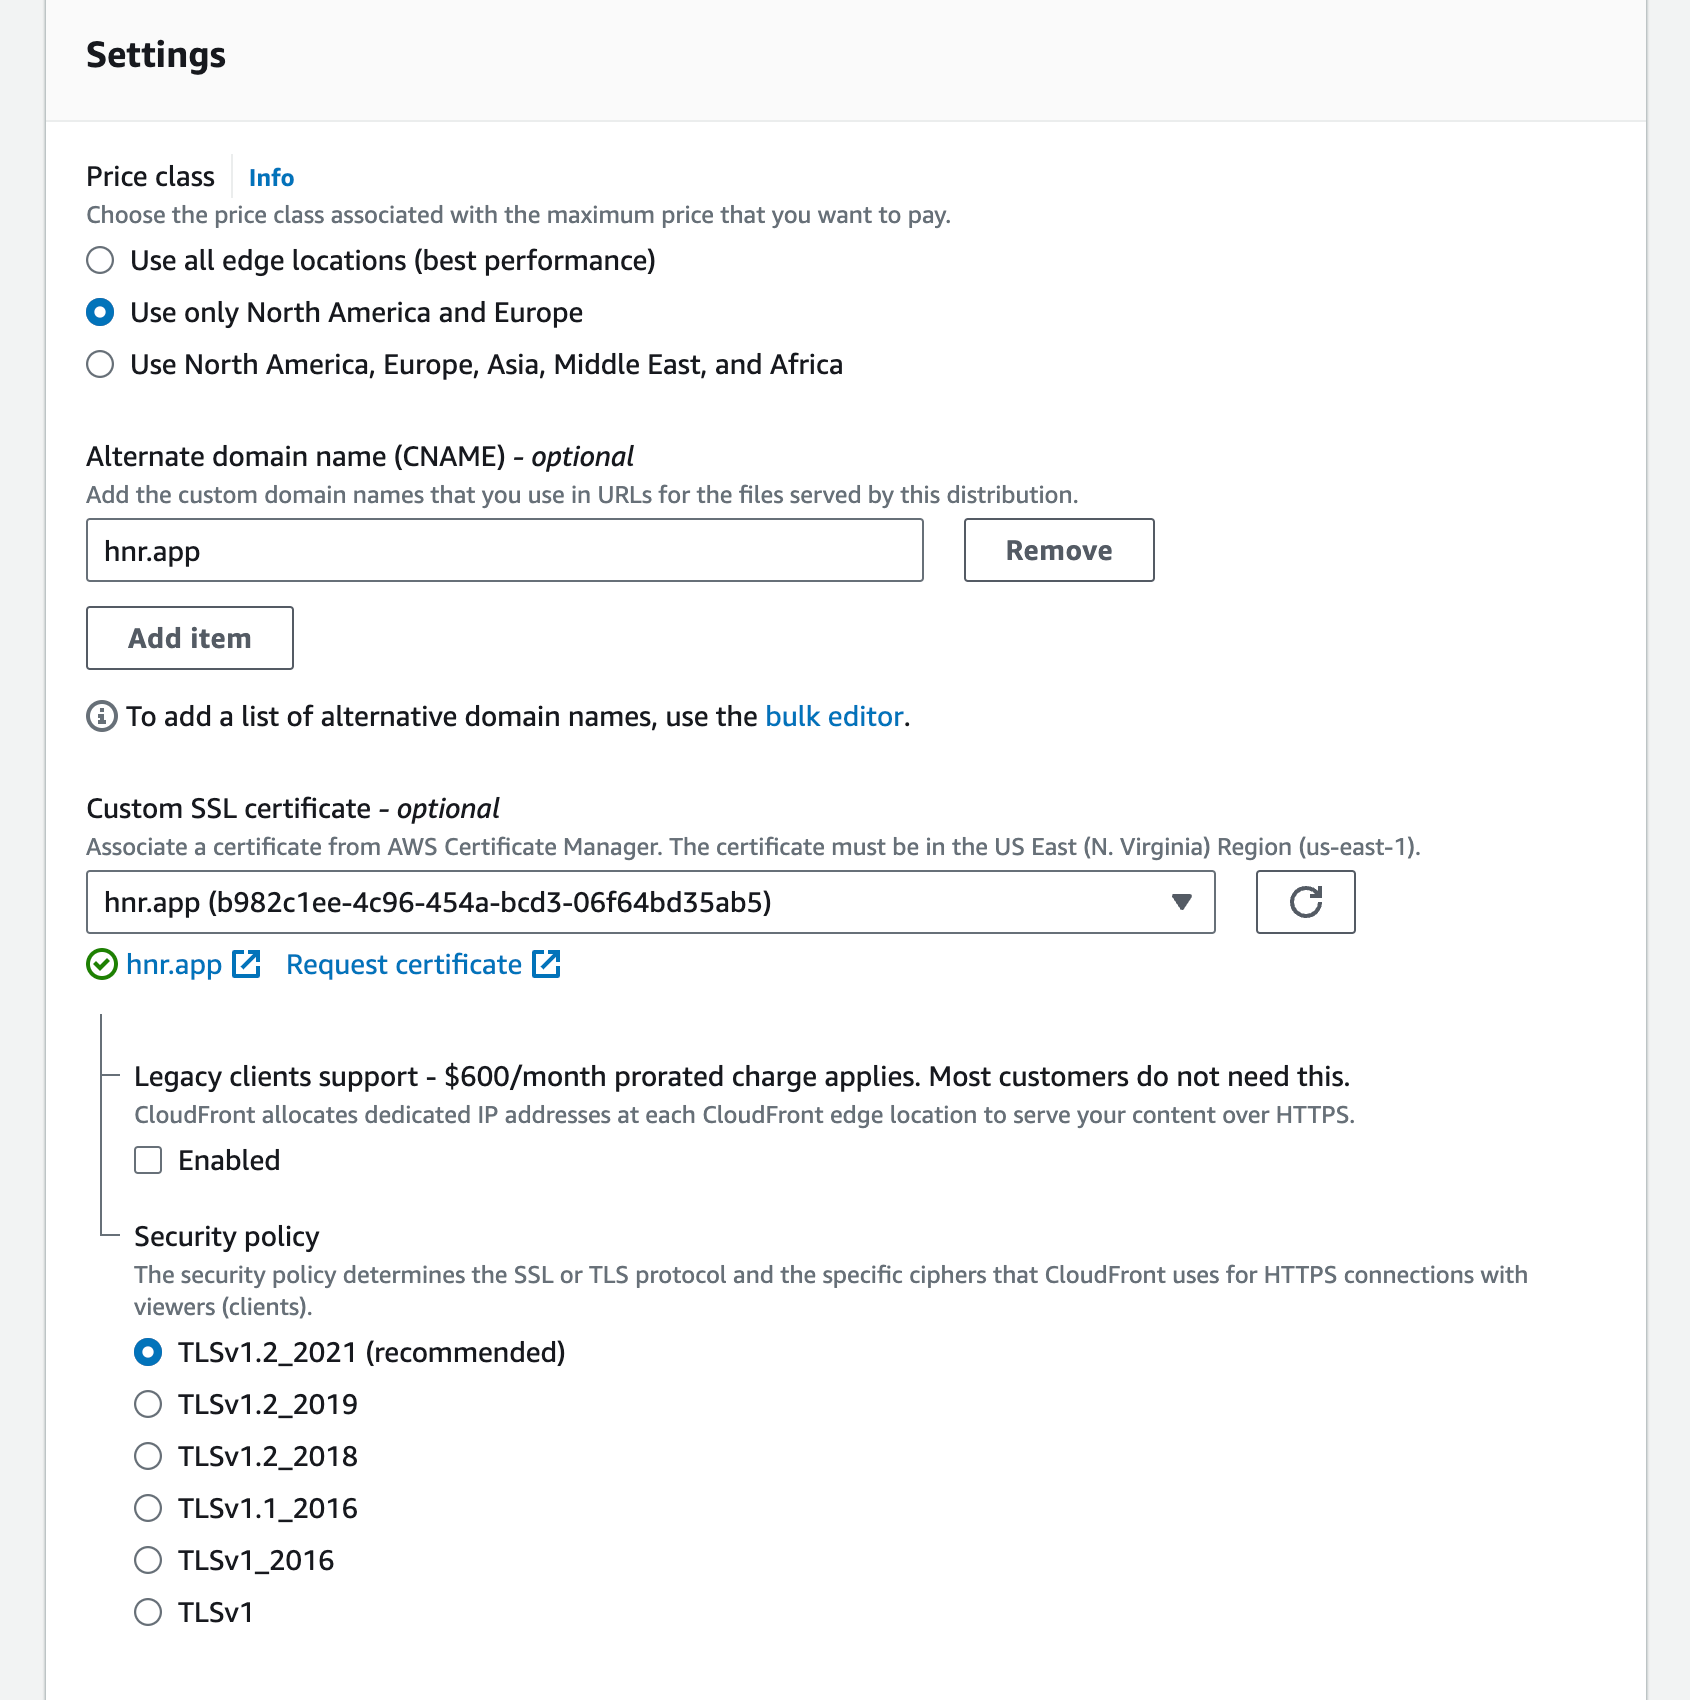 Settings
Price class Info
Choose the price class associated with the maximum price that you want to pay.
Use all edge locations (best performance)
Use only North America and Europe
Use North America, Europe, Asia, Middle East, and Africa
Alternate domain name (CNAME) - optional
Add the custom domain names that you use in URLs for the files served by this distribution.
hnr.app Remove
Add item
To add a list of alternative domain names, use the bulk editor.
Custom SSL certificate - optional
Associate a certificate from AWS Certificate Manager. The certificate must be in the US East (N. Virginia) Region (us-east-1).
hnr.app (b982c1ee-4c96-454a-bcd3-06f64bd35ab5)
hnr.app Request certificate
Legacy clients support - $600/month prorated charge applies. Most customers do not need this.
CloudFront allocates dedicated IP addresses at each CloudFront edge location to serve your content over HTTPS.
Enabled
Security policy
The security policy determines the SSL or TLS protocol and the specific ciphers that CloudFront uses for HTTPS connections with
viewers (clients).
TLSv1.2_2021 (recommended)
TLSv1.2_2019
TLSv1.2_2018
TLSv1.1_2016
TLSv1_2016
TLSv1